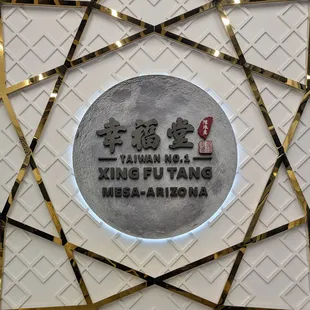 幸福堂
TAIWAN NO.1
XING FU TANG
MESA-ARIZONA